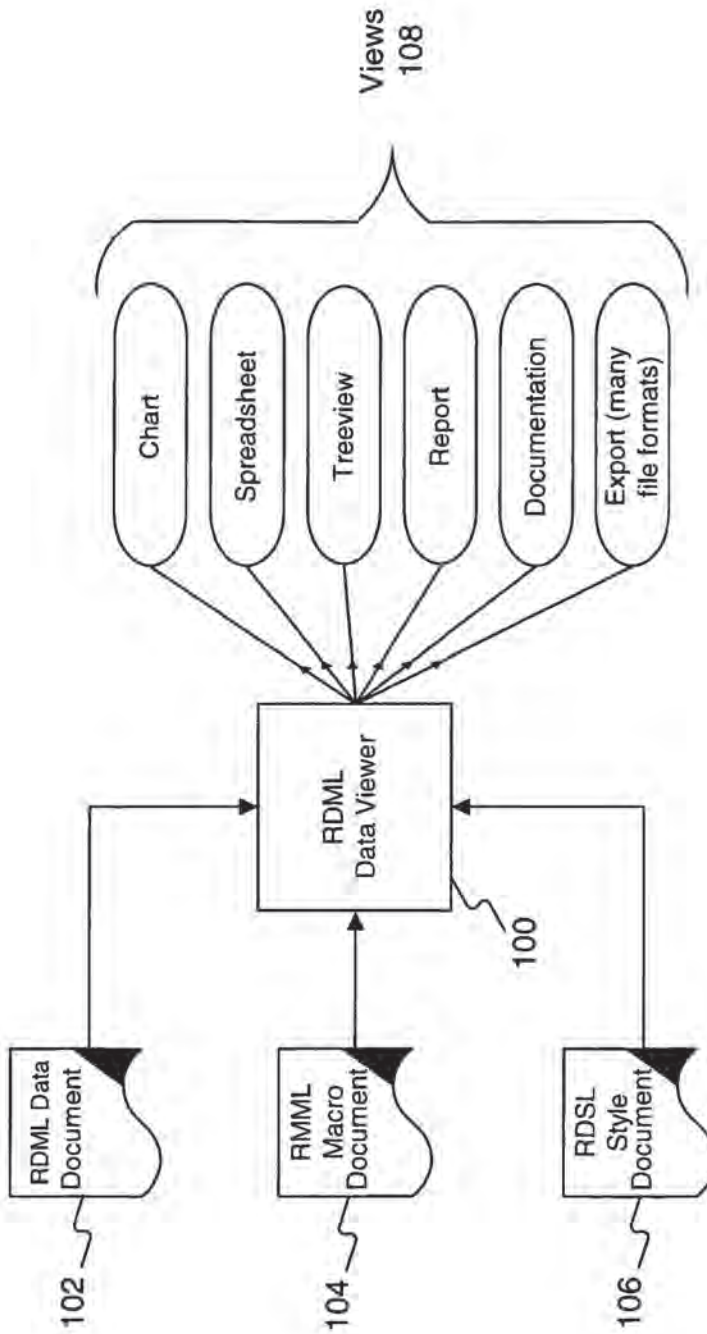 102
RDML Data
Document
104
RMML
Macro
Document
106
RDSL
Style
Document
RDML
Data Viewer
100
Chart
Spreadsheet
Treeview
Report
Documentation
Export (many
file formats)
Views
108